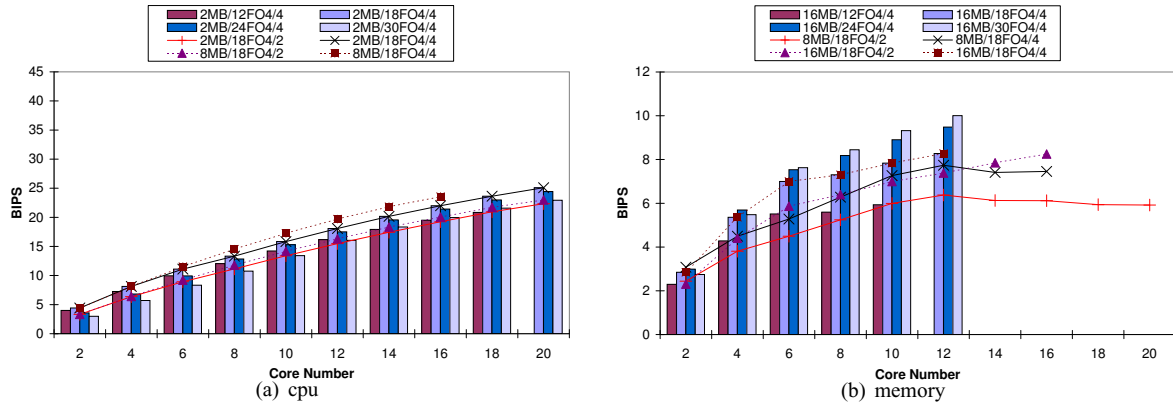 2MB/12FO4/4 2MB/18FO4/4
2MB/24FO4/4 2MB/30FO4/4
2MB/18FO4/2 2MB/18FO4/4
8MB/18FO4/2 8MB/18FO4/4
45
40
35
30
25
20
15
10
5
0
BIPS
2 4 6 8 10 12 14 16 18 20
Core Number
(a) cpu
16MB/12FO4/4 16MB/18FO4/4
16MB/24FO4/4 16MB/30FO4/4
8MB/18FO4/2 8MB/18FO4/4
16MB/18FO4/2 16MB/18FO4/4
12
10
8
6
4
2
0
BIPS
2 4 6 8 10 12 14 16 18 20
Core Number
(b) memory